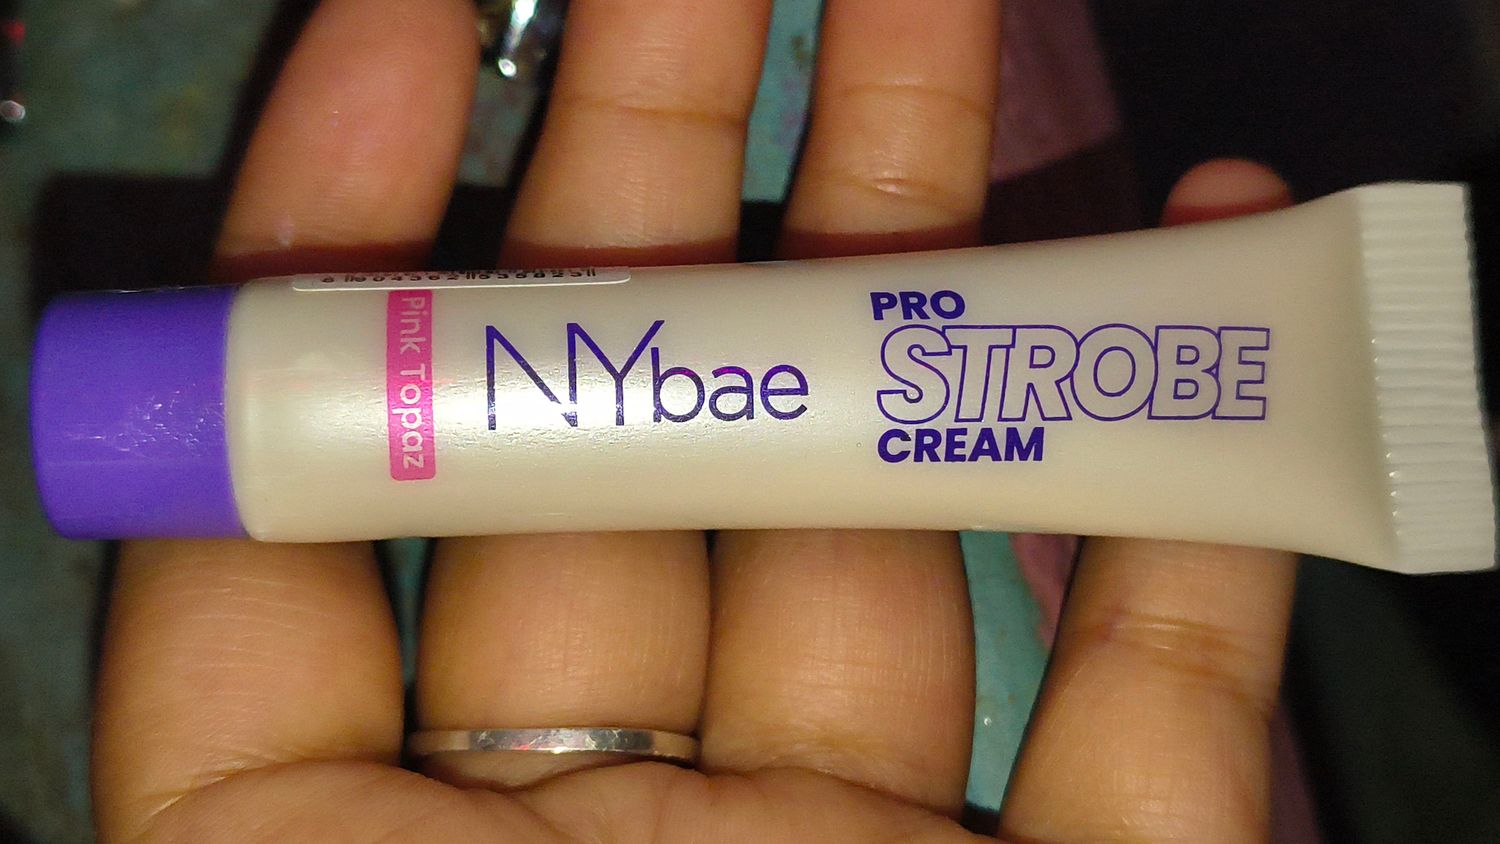 Pink Topaz
NYbae
PRO
STROBE
CREAM